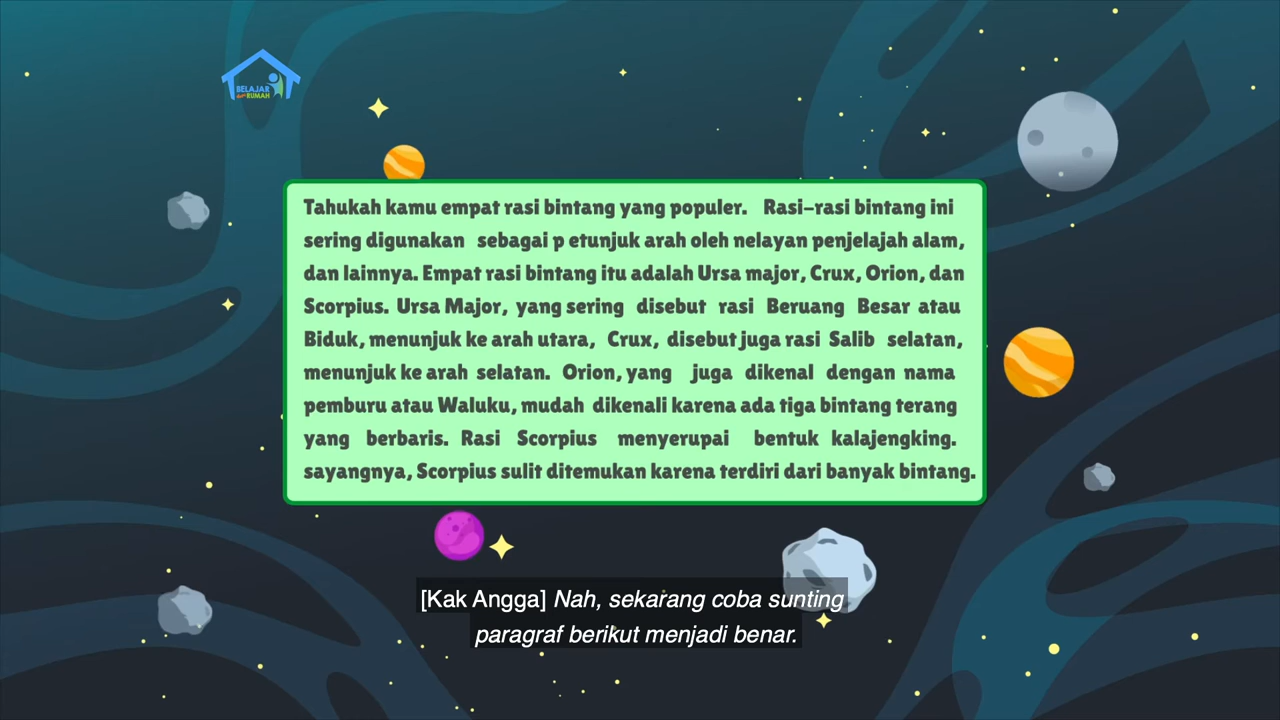 BELAJAR
dari RUMAH
Tahukah kamu empat rasi bintang yang populer. Rasi-rasi bintang ini
sering digunakan sebagai p etunjuk arah oleh nelayan penjelajah alam,
dan lainnya. Empat rasi bintang itu adalah Ursa major, Crux, Orion, dan
Scorpius. Ursa Major, yang sering disebut rasi Beruang Besar atau
Biduk, menunjuk ke arah utara, Crux, disebut juga rasi Salib selatan,
menunjuk ke arah selatan. Orion, yang juga dikenal dengan nama
pemburu atau Waluku, mudah dikenali karena ada tiga bintang terang
yang berbaris. Rasi Scorpius menyerupai bentuk kalajengking.
sayangnya, Scorpius sulit ditemukan karena terdiri dari banyak bintang.
[Kak Angga] Nah, sekarang coba sunting
paragraf berikut menjadi benar.